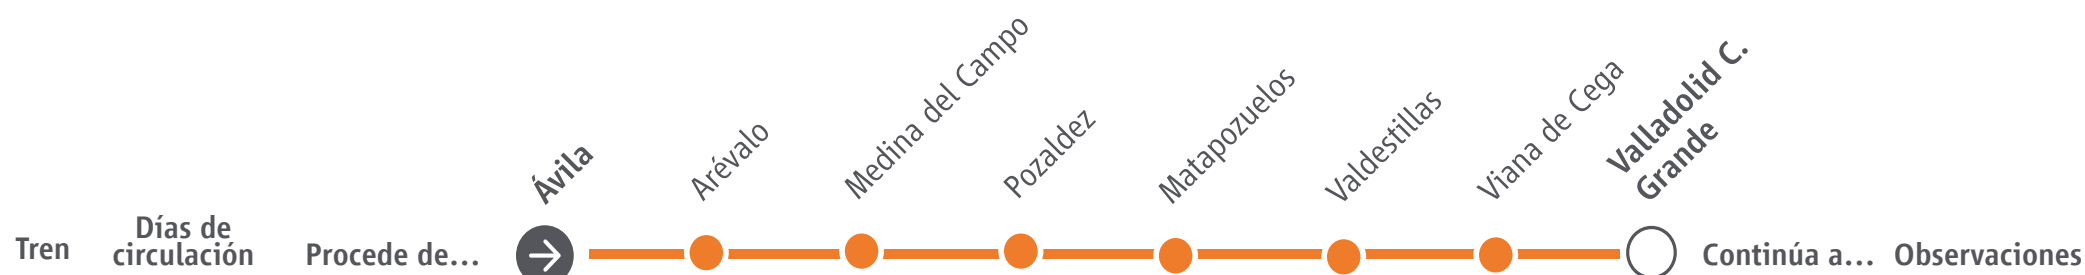 Tren
Días de
circulación
Procede de...
Ávila
Arévalo
Medina del Campo
Pozaldez
Matapozuelos
Valdestillas
Viana de Cega
Valladolid C.
Grande
Continúa a...
Observaciones